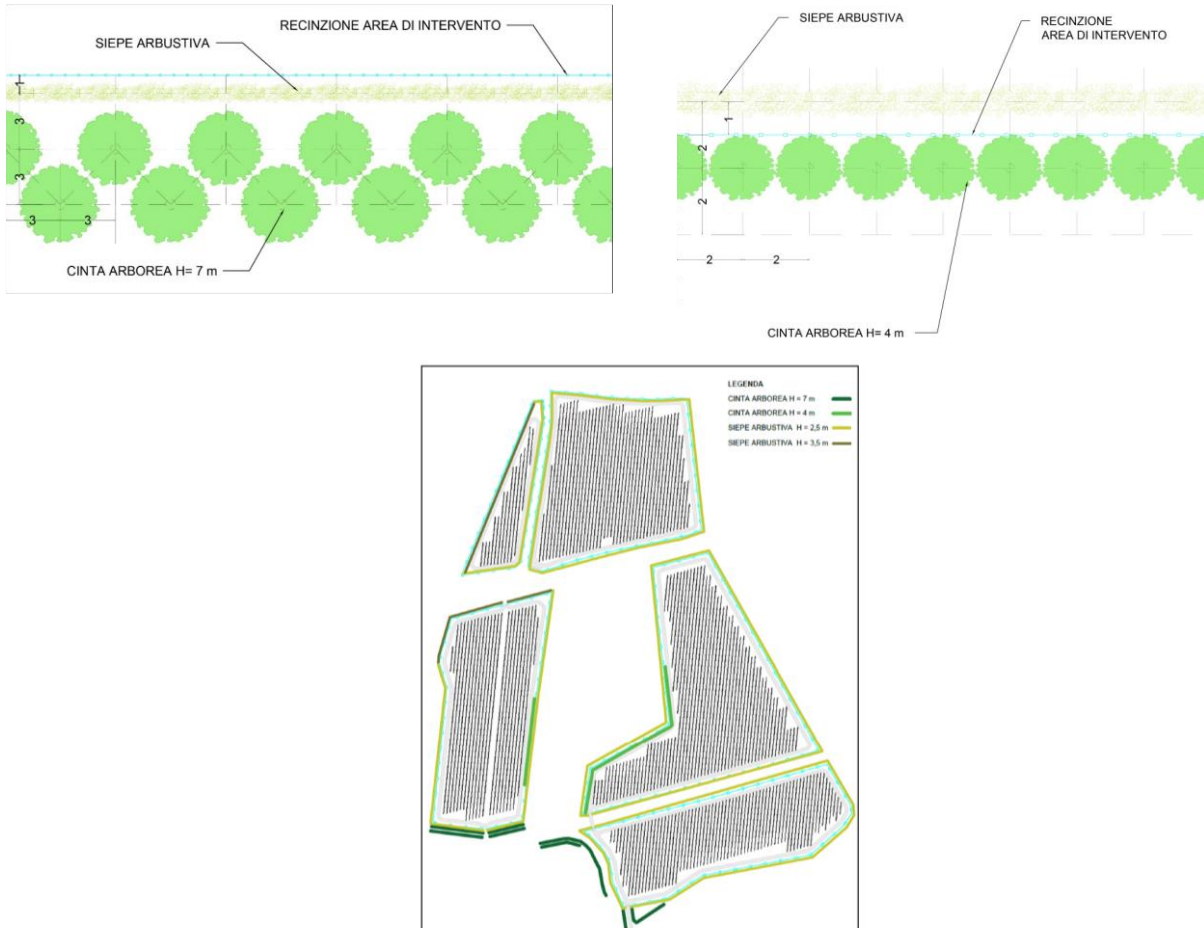 RECINZIONE AREA DI INTERVENTO
SIEPE ARBUSTIVA
1
3
3
3 3
CINTA ARBOREA H= 7 m
SIEPE ARBUSTIVA
RECINZIONE
AREA DI INTERVENTO
1
2
2
2 2
CINTA ARBOREA H= 4 m
LEGENDA
CINTA ARBOREA H = 7 m
CINTA ARBOREA H = 4 m
SIEPE ARBUSTIVA H = 2,5 m
SIEPE ARBUSTIVA H = 3,5 m